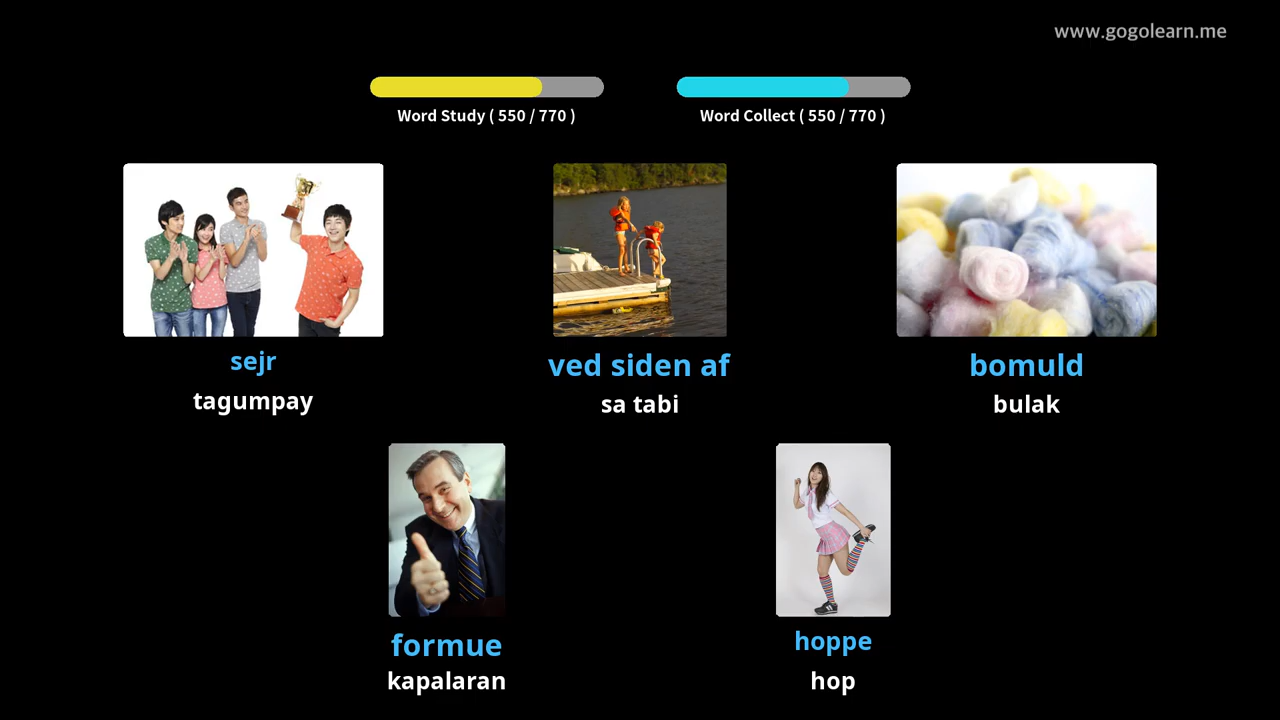 www.gogolearn.me
Word Study ( 550 / 770 )
Word Collect ( 550 / 770 )
sejr
tagumpay
ved siden af
sa tabi
bomuld
bulak
formue
kapalaran
hoppe
hop